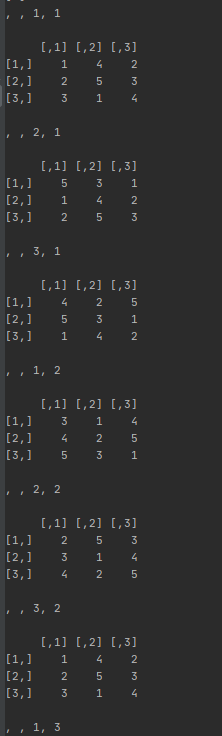 , , 1, 1
[,1] [,2] [,3]
[1,] 1 4 2
[2,] 2 5 3
[3,] 3 1 4
, , 2, 1
[,1] [,2] [,3]
[1,] 5 3 1
[2,] 1 4 2
[3,] 2 5 3
, , 3, 1
[,1] [,2] [,3]
[1,] 4 2 5
[2,] 5 3 1
[3,] 1 4 2
, , 1, 2
[,1] [,2] [,3]
[1,] 3 1 4
[2,] 4 2 5
[3,] 5 3 1
, , 2, 2
[,1] [,2] [,3]
[1,] 2 5 3
[2,] 3 1 4
[3,] 4 2 5
, , 3, 2
[,1] [,2] [,3]
[1,] 1 4 2
[2,] 2 5 3
[3,] 3 1 4
, , 1, 3